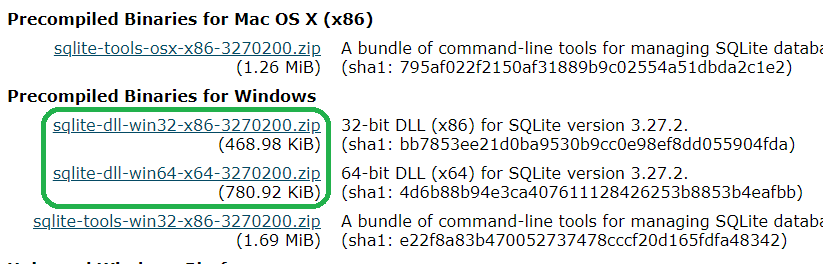 Precompiled Binaries for Mac OS X (x86)
sqlite-tools-osx-x86-3270200.zip A bundle of command-line tools for managing SQLite databa
(1.26 MiB) (sha1: 795af022f2150af31889b9c02554a51dbda2c1e2)
Precompiled Binaries for Windows
sqlite-dll-win32-x86-3270200.zip 32-bit DLL (x86) for SQLite version 3.27.2.
(468.98 KiB) (sha1: bb7853ee21d0ba9530b9cc0e98ef8dd055904fda)
sqlite-dll-win64-x64-3270200.zip 64-bit DLL (x64) for SQLite version 3.27.2.
(780.92 KiB) (sha1: 4d6b88b94e3ca407611128426253b8853b4eafbb)
sqlite-tools-win32-x86-3270200.zip A bundle of command-line tools for managing SQLite databa
(1.69 MiB) (sha1: e22f8a83b470052737478cccf20d165fdfa48342)